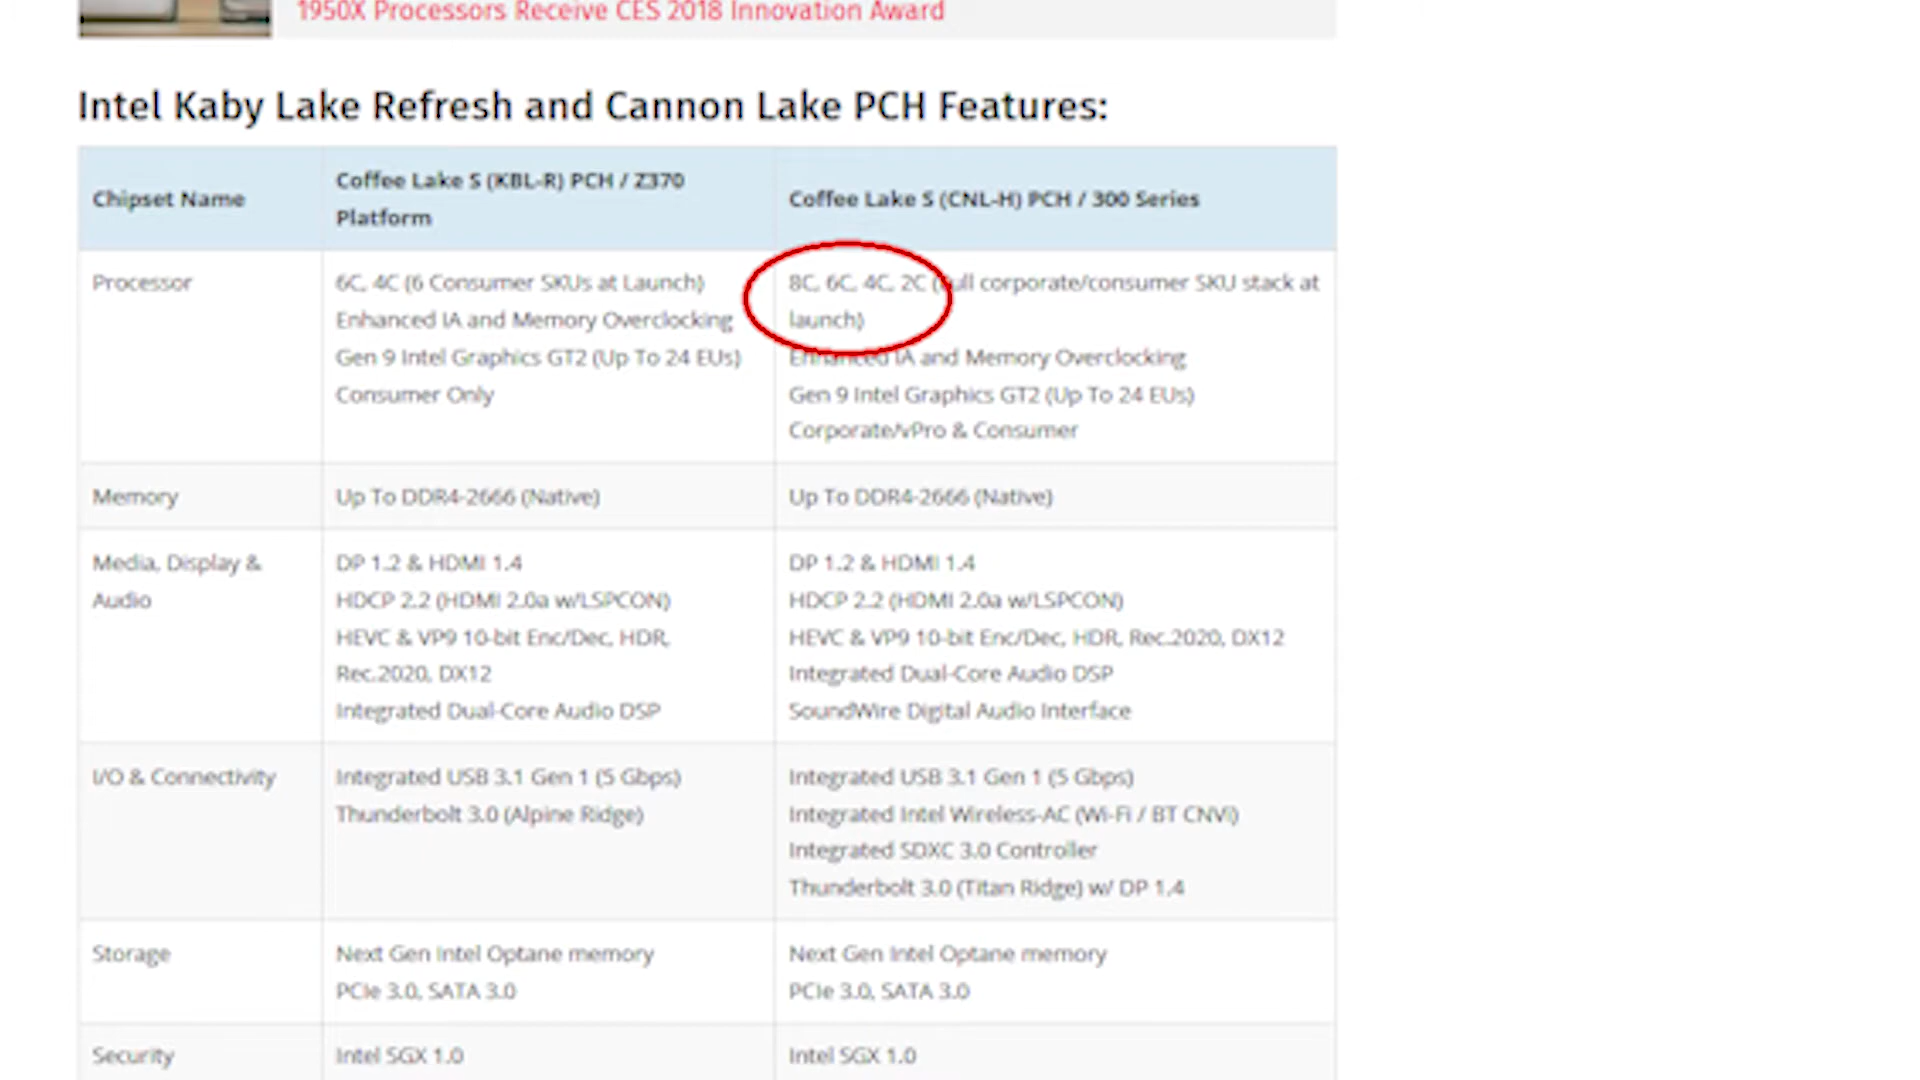 1950X Processors Receive CES 2018 Innovation Award
Intel Kaby Lake Refresh and Cannon Lake PCH Features:
Chipset Name
Coffee Lake S (KBL-R) PCH / Z370
Platform
Coffee Lake S (CNL-H) PCH / 300 Series
Processor
6C, 4C (6 Consumer SKUs at Launch)
Enhanced IA and Memory Overclocking
Gen 9 Intel Graphics GT2 (Up To 24 EUs)
Consumer Only
8C, 6C, 4C, 2C (Full corporate/consumer SKU stack at
launch)
Enhanced IA and Memory Overclocking
Gen 9 Intel Graphics GT2 (Up To 24 EUs)
Corporate/vPro & Consumer
Memory
Up To DDR4-2666 (Native)
Up To DDR4-2666 (Native)
Media, Display &
Audio
DP 1.2 & HDMI 1.4
HDCP 2.2 (HDMI 2.0a w/LSPCON)
HEVC & VP9 10-bit Enc/Dec, HDR,
Rec.2020, DX12
Integrated Dual-Core Audio DSP
DP 1.2 & HDMI 1.4
HDCP 2.2 (HDMI 2.0a w/LSPCON)
HEVC & VP9 10-bit Enc/Dec, HDR, Rec.2020, DX12
Integrated Dual-Core Audio DSP
SoundWire Digital Audio Interface
I/O & Connectivity
Integrated USB 3.1 Gen 1 (5 Gbps)
Thunderbolt 3.0 (Alpine Ridge)
Integrated USB 3.1 Gen 1 (5 Gbps)
Integrated Intel Wireless-AC (Wi-Fi / BT CNVi)
Integrated SDXC 3.0 Controller
Thunderbolt 3.0 (Titan Ridge) w/ DP 1.4
Storage
Next Gen Intel Optane memory
PCIe 3.0, SATA 3.0
Next Gen Intel Optane memory
PCIe 3.0, SATA 3.0
Security
Intel SGX 1.0
Intel SGX 1.0